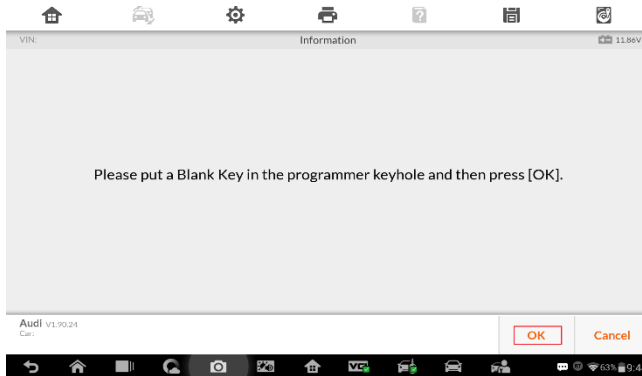 VIN:
Information
11.86V
Please put a Blank Key in the programmer keyhole and then press [OK].
Audi V1.90.24
Car:
OK
Cancel
VCI
63%